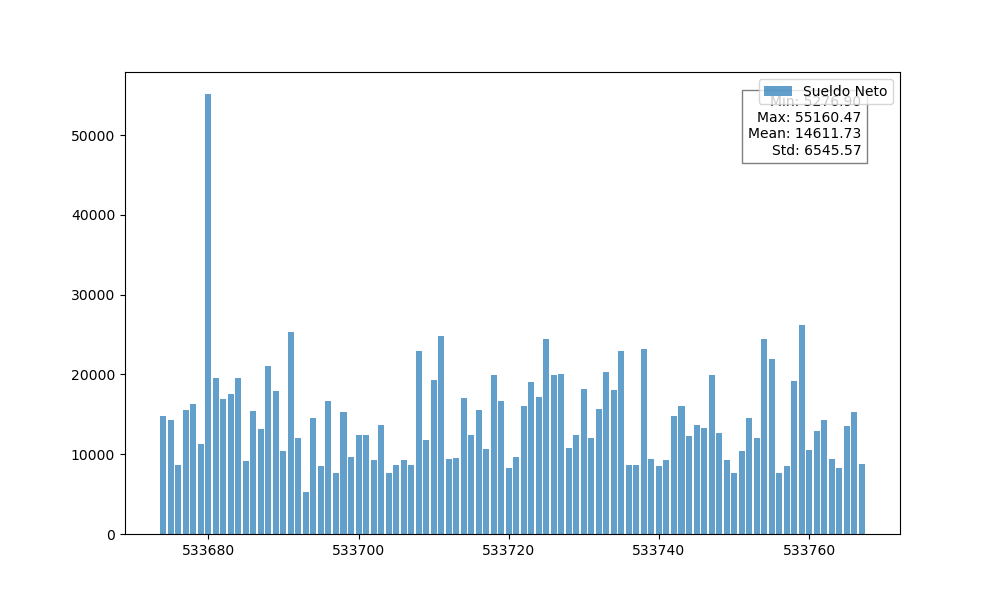 Sueldo Neto
Min: 5276.90
Max: 55160.47
Mean: 14611.73
Std: 6545.57
50000
40000
30000
20000
10000
0
533680 533700 533720 533740 533760